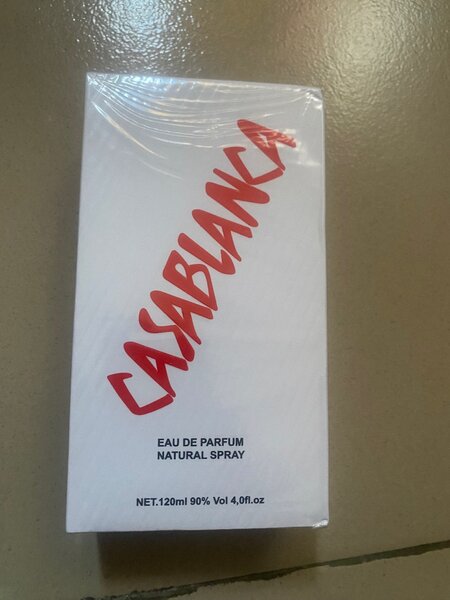 CASABLANCA
EAU DE PARFUM
NATURAL SPRAY
NET.120ml 90% Vol 4,0fl.oz